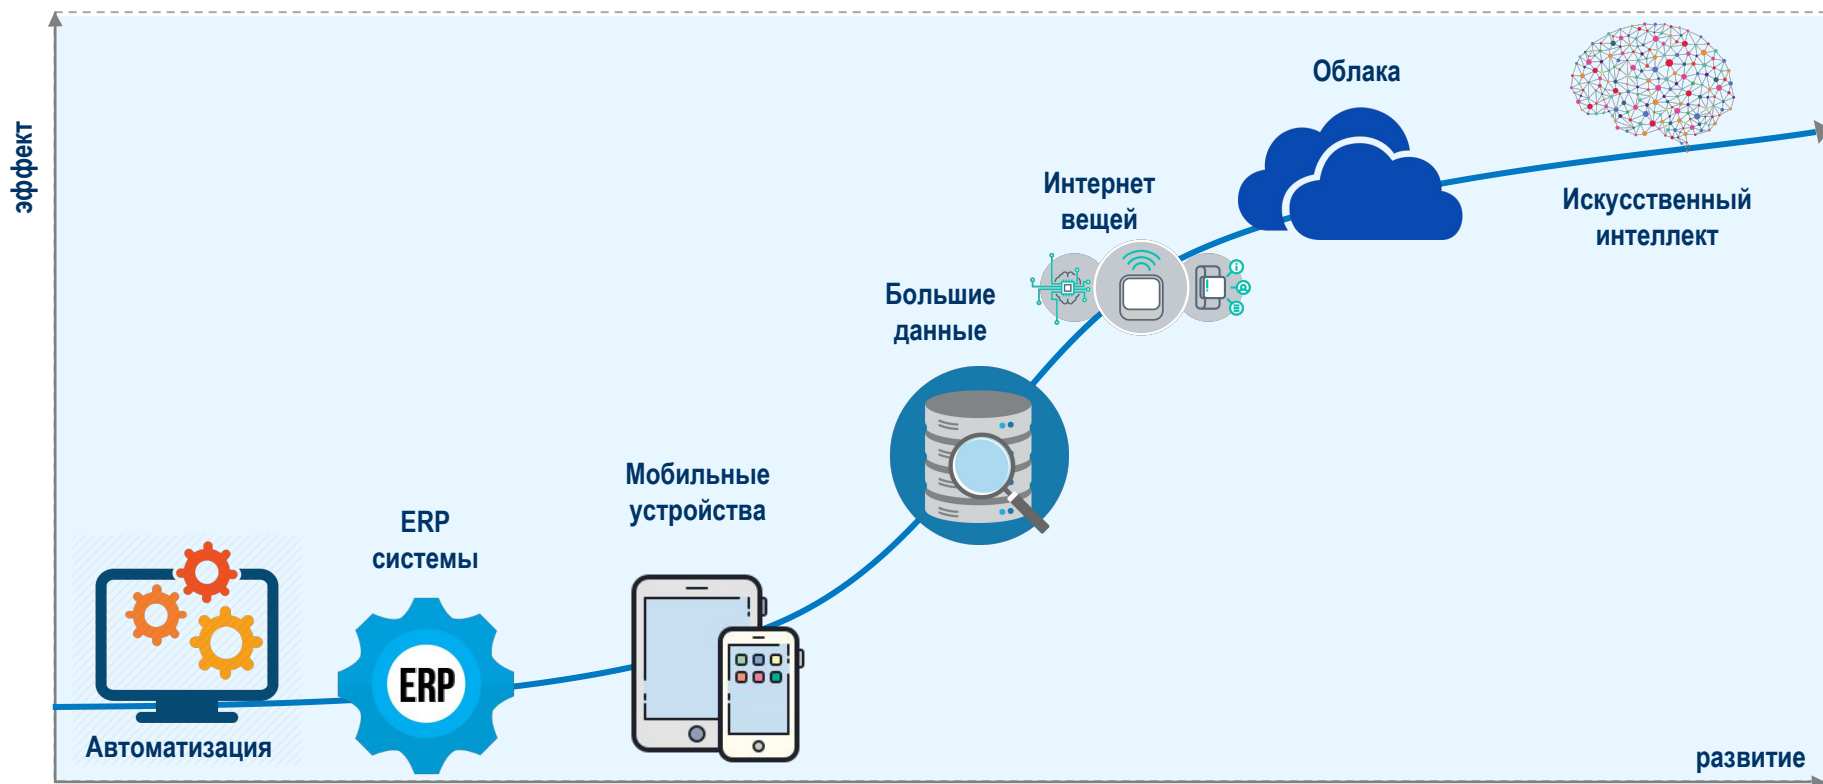 эффект
Автоматизация
ERP
системы
ERP
Мобильные
устройства
Большие
данные
Интернет
вещей
Облака
Искусственный
интеллект
развитие